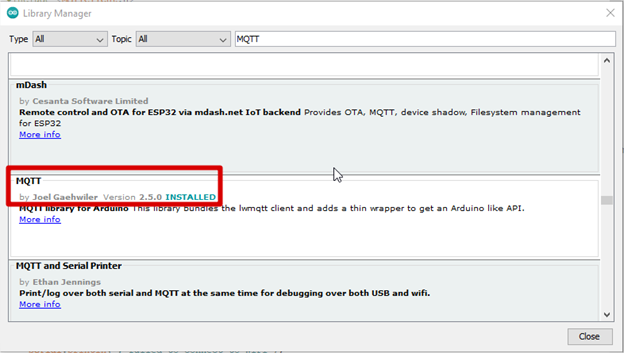 Library Manager
Type All Topic All MQTT
mDash
by Cesanta Software Limited
Remote control and OTA for ESP32 via mdash.net IoT backend Provides OTA, MQTT, device shadow, Filesystem management
for ESP32
More info
MQTT
by Joel Gaehwiler Version 2.5.0 INSTALLED
MQTT library for Arduino This library bundles the lwmqtt client and adds a thin wrapper to get an Arduino like API.
More info
MQTT and Serial Printer
by Ethan Jennings
Print/log over both serial and MQTT at the same time for debugging over both USB and wifi.
More info
Close